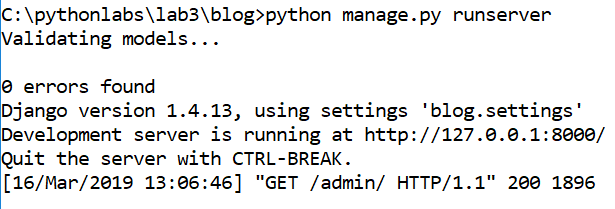 C:\pythonlabs\lab3\blog>python manage.py runserver
Validating models...
0 errors found
Django version 1.4.13, using settings 'blog.settings'
Development server is running at http://127.0.0.1:8000/
Quit the server with CTRL-BREAK.
[16/Mar/2019 13:06:46] "GET /admin/ HTTP/1.1" 200 1896